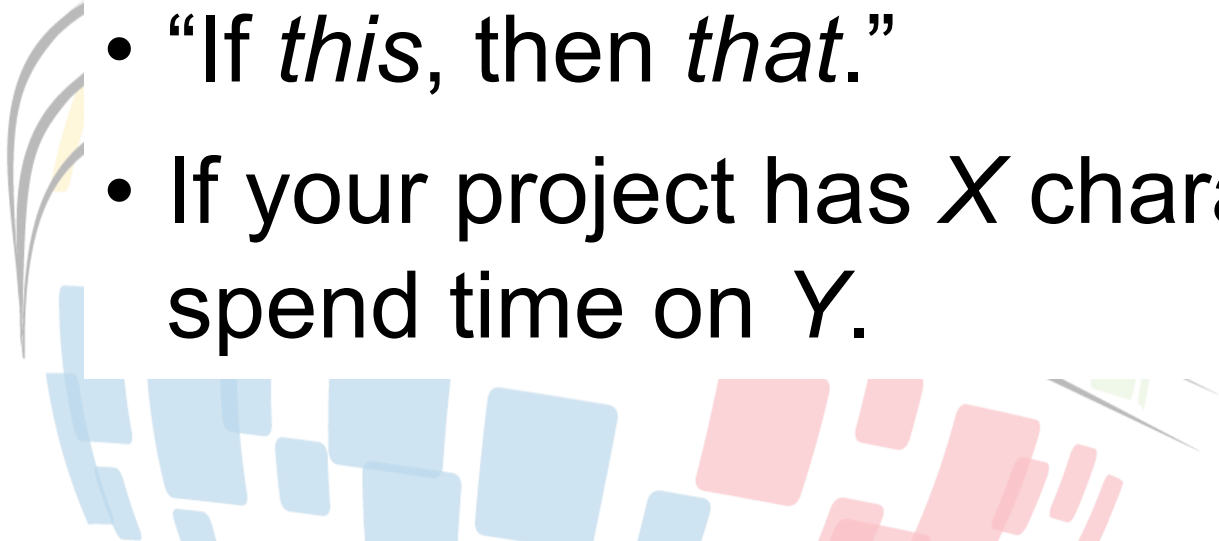 • “If this, then that.”
• If your project has X
spend time on Y.